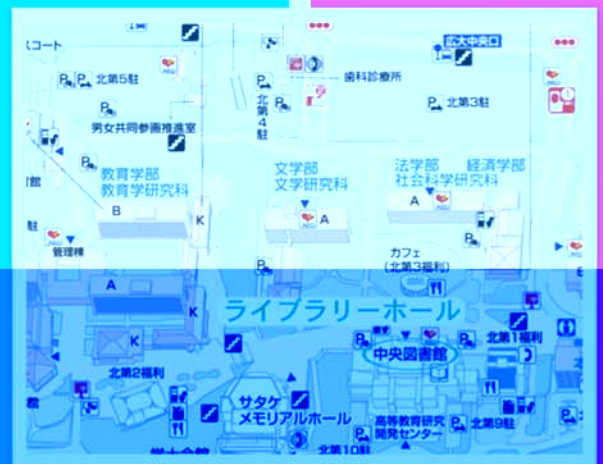 スコート
北第5駐
広大中央口
歯科診療所
北第4駐
北第3駐
男女共同参画推進室
教育学部
教育学研究科
文学部
文学研究科
法学部 経済学部
社会科学研究科
B
K
A
A
管理棟
カフェ
(北第3福利)
A
K
K
ライブラリーホール
中央図書館
北第1福利
北第2福利
サタケ
メモリアルホール
高等教育研究
開発センター
北第9駐
北第10駐
学士会館